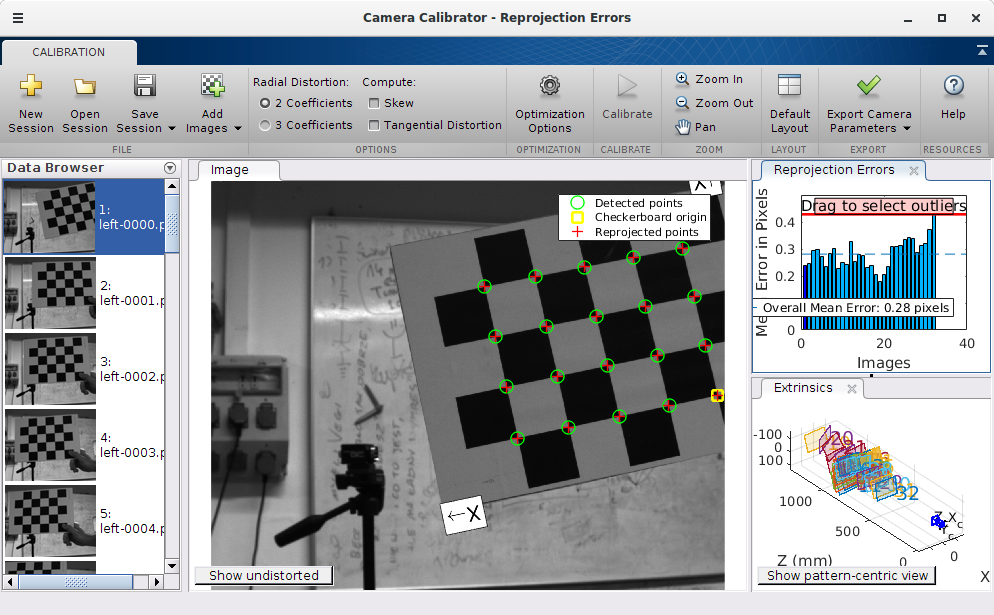 Camera Calibrator - Reprojection Errors
CALIBRATION
New Session
Open Session
Save Session
Add Images
Radial Distortion:
2 Coefficients
3 Coefficients
Compute:
Skew
Tangential Distortion
Optimization Options
Calibrate
Zoom In
Zoom Out
Pan
Default Layout
Export Camera Parameters
Help
FILE
OPTIONS
OPTIMIZATION
CALIBRATE
ZOOM
LAYOUT
EXPORT
RESOURCES
Data Browser
1:
left-0000.p
2:
left-0001.p
3:
left-0002.p
4:
left-0003.p
5:
left-0004.p
Image
Detected points
Checkerboard origin
Reprojected points
←X
Show undistorted
Reprojection Errors
Drag to select outliers
0.4
0.3
0.2
Error in Pixels
Overall Mean Error: 0.28 pixels
0
0
20
40
Images
Extrinsics
-100
0
100
1000
500
0
0
32
Z (mm)
X
Show pattern-centric view